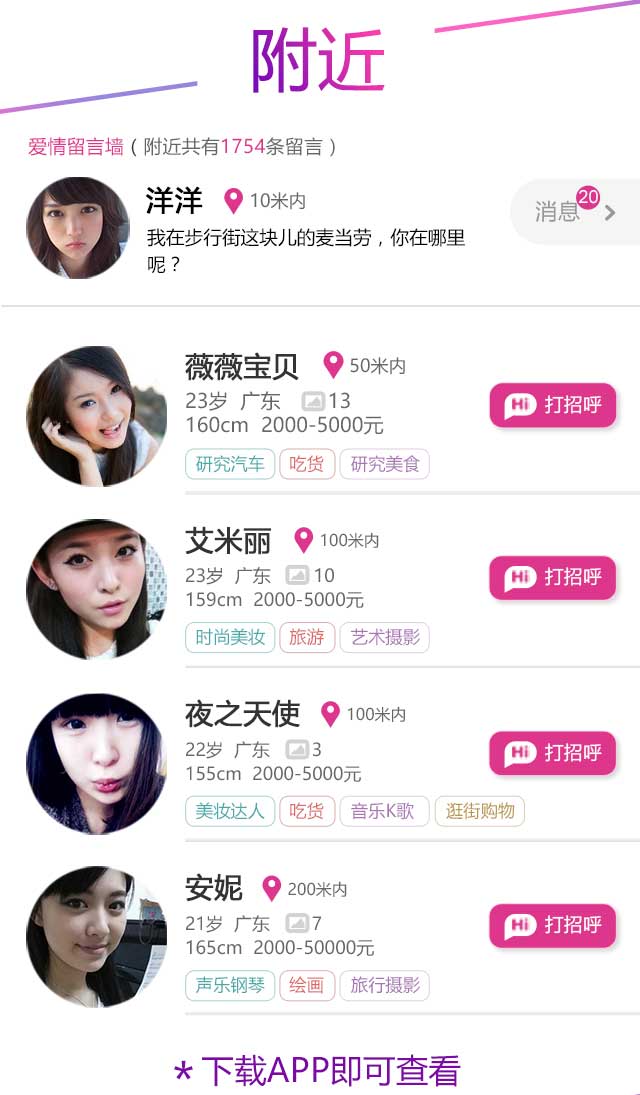 附近
爱情留言墙（附近共有1754条留言）
洋洋 10米内
我在步行街这块儿的麦当劳，你在哪里
呢？
消息 20
薇薇宝贝 50米内
23岁 广东 13
160cm 2000-5000元
研究汽车 吃货 研究美食
Hi 打招呼
艾米丽 100米内
23岁 广东 10
159cm 2000-5000元
时尚美妆 旅游 艺术摄影
Hi 打招呼
夜之天使 100米内
22岁 广东 3
155cm 2000-5000元
美妆达人 吃货 音乐K歌 逛街购物
Hi 打招呼
安妮 200米内
21岁 广东 7
165cm 2000-50000元
声乐钢琴 绘画 旅行摄影
Hi 打招呼
*下载APP即可查看